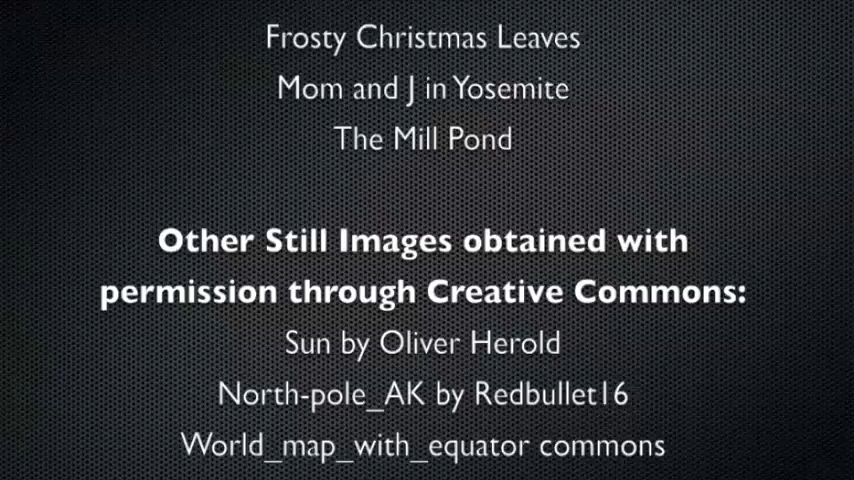 Frosty Christmas Leaves
Mom and J in Yosemite
The Mill Pond
Other Still Images obtained with
permission through Creative Commons:
Sun by Oliver Herold
North-pole_AK by Redbullet16
World_map_with_equator commons